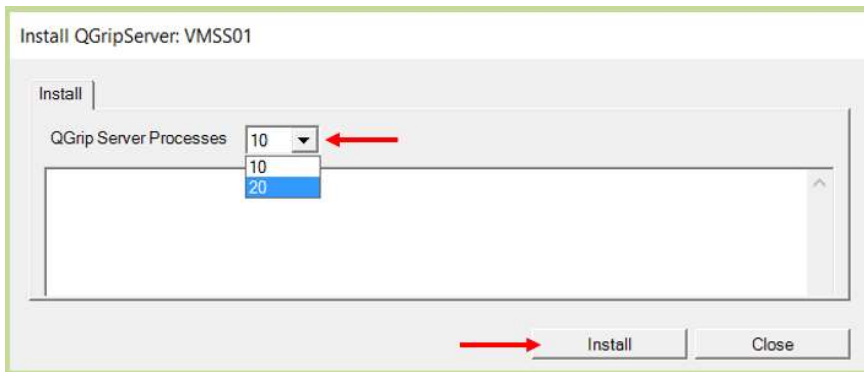 Install QGripServer: VMSS01
Install
QGrip Server Processes 10
10
20
Install Close